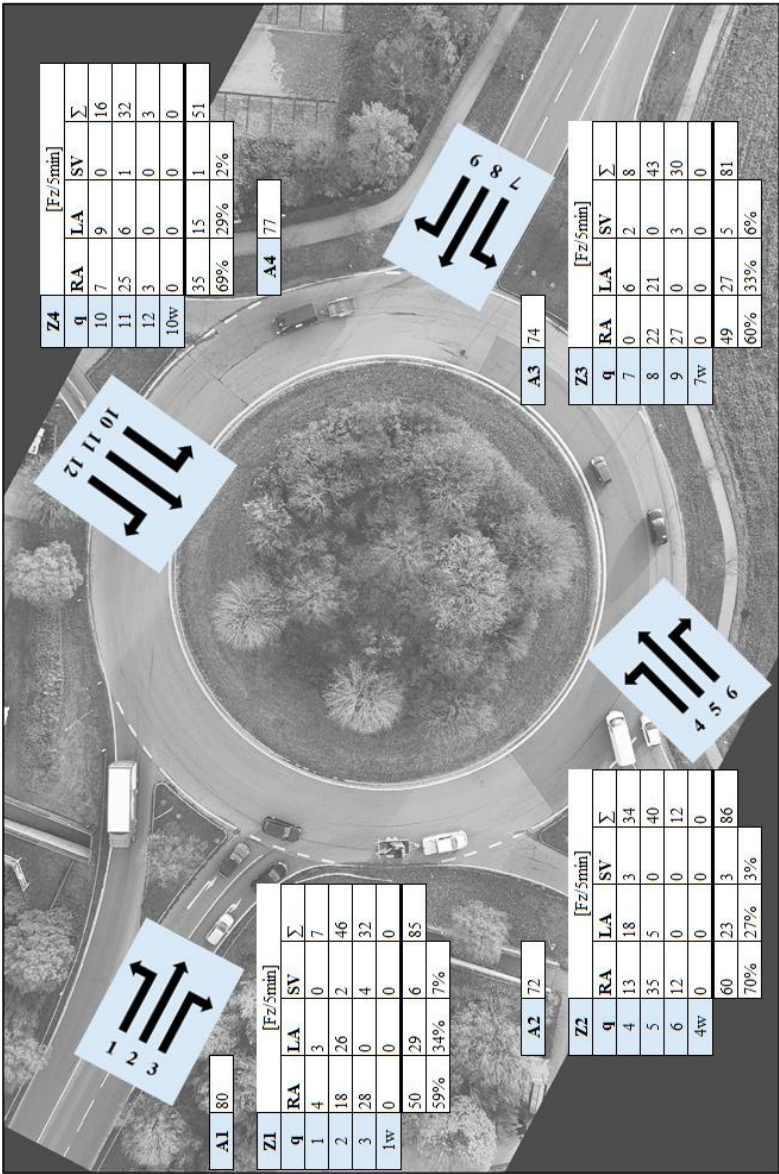 Z4 [Fz/5min]
q RA LA SV Σ
10 7 9 0 16
11 25 6 1 32
12 3 0 0 3
10w 0 0 0 0
35 15 1 51
69% 29% 2%
A4 77
10 11 12
1 2 3
A1 80
Z1 [Fz/5min]
q RA LA SV Σ
1 4 3 0 7
2 18 26 2 46
3 28 0 4 32
1w 0 0 0 0
50 29 6 85
59% 34% 7%
7 8 9
A2 72
Z2 [Fz/5min]
q RA LA SV Σ
4 13 18 3 34
5 35 5 0 40
6 12 0 0 12
4w 0 0 0 0
60 23 3 86
70% 27% 3%
4 5 6
A3 74
Z3 [Fz/5min]
q RA LA SV Σ
7 0 6 2 8
8 22 21 0 43
9 27 0 3 30
7w 0 0 0 0
49 27 5 81
60% 33% 6%